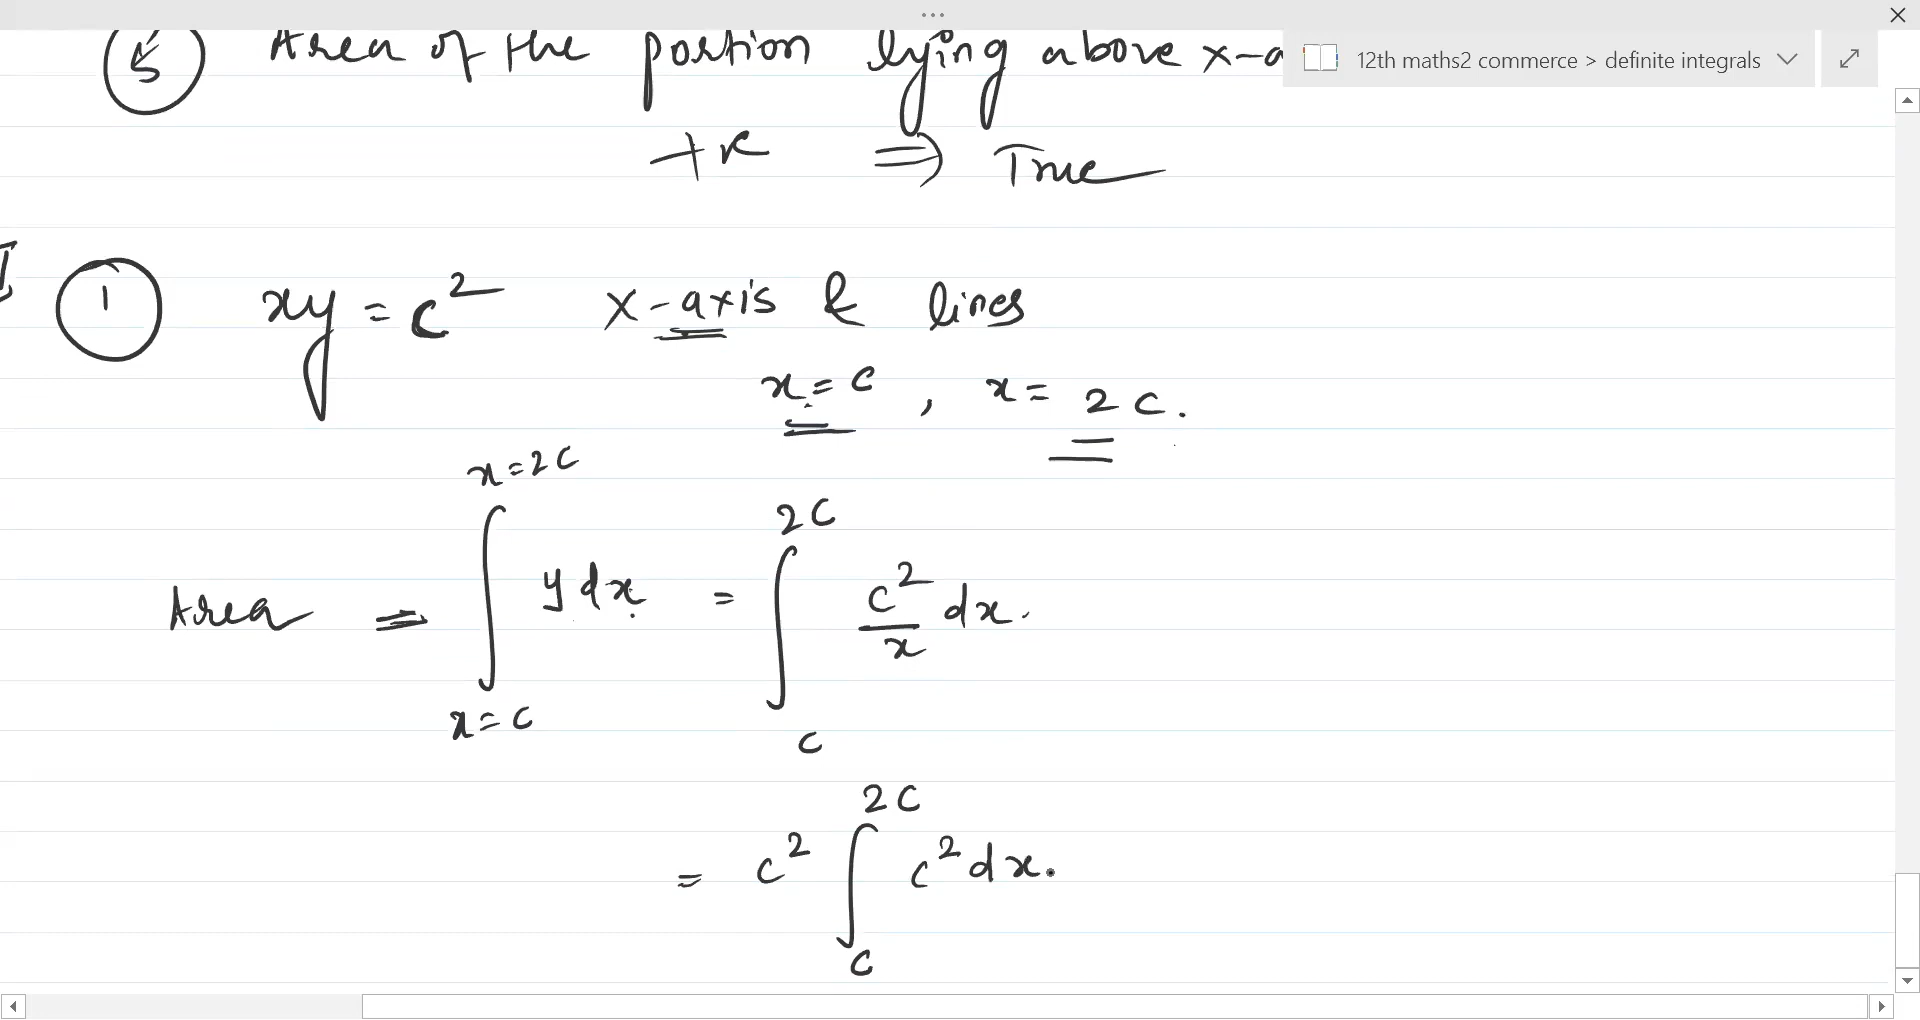 12th maths2 commerce > definite integrals
5 Area of the portion lying above x-a
+ve ⇒ True
1 xy = c² X-axis & lines
x = c , x = 2c.
Area = ∫_{x=c}^{x=2c} y dx = ∫_{c}^{2c} c²/x dx.
= c² ∫_{c}^{2c} c² dx.